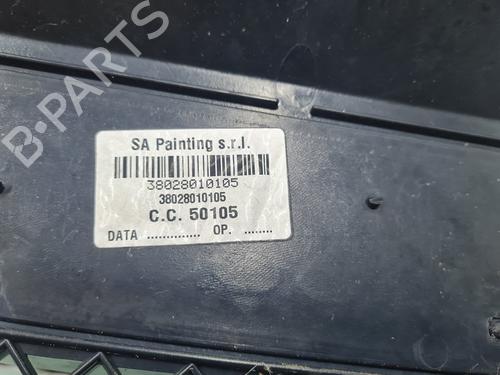 B-PARTS
SA Painting s.r.l.
38028010105
38028010105
C.C. 50105
DATA .............. OP. ........